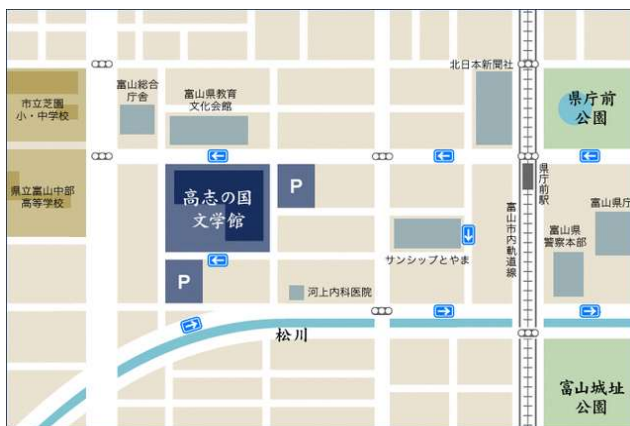 北日本新聞社
富山総合
庁舎
富山県教育
文化会館
市立芝園
小・中学校
県庁前
公園
県立富山中部
高等学校
高志の国
文学館
P
県庁前駅
富山市内軌道線
富山県庁
富山県
警察本部
サンシップとやま
P
河上内科医院
松川
富山城址
公園